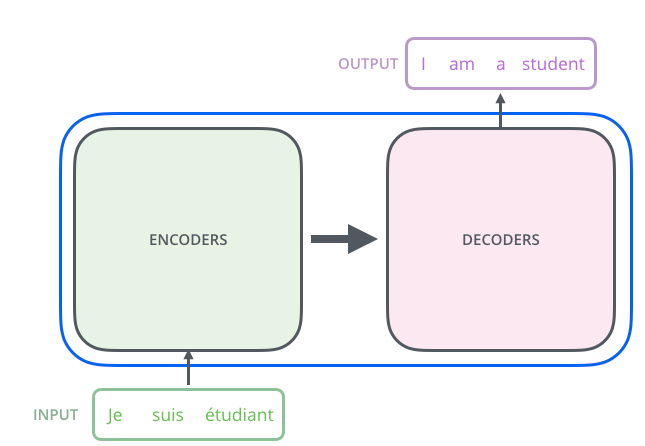 OUTPUT I am a student
ENCODERS DECODERS
INPUT Je suis étudiant